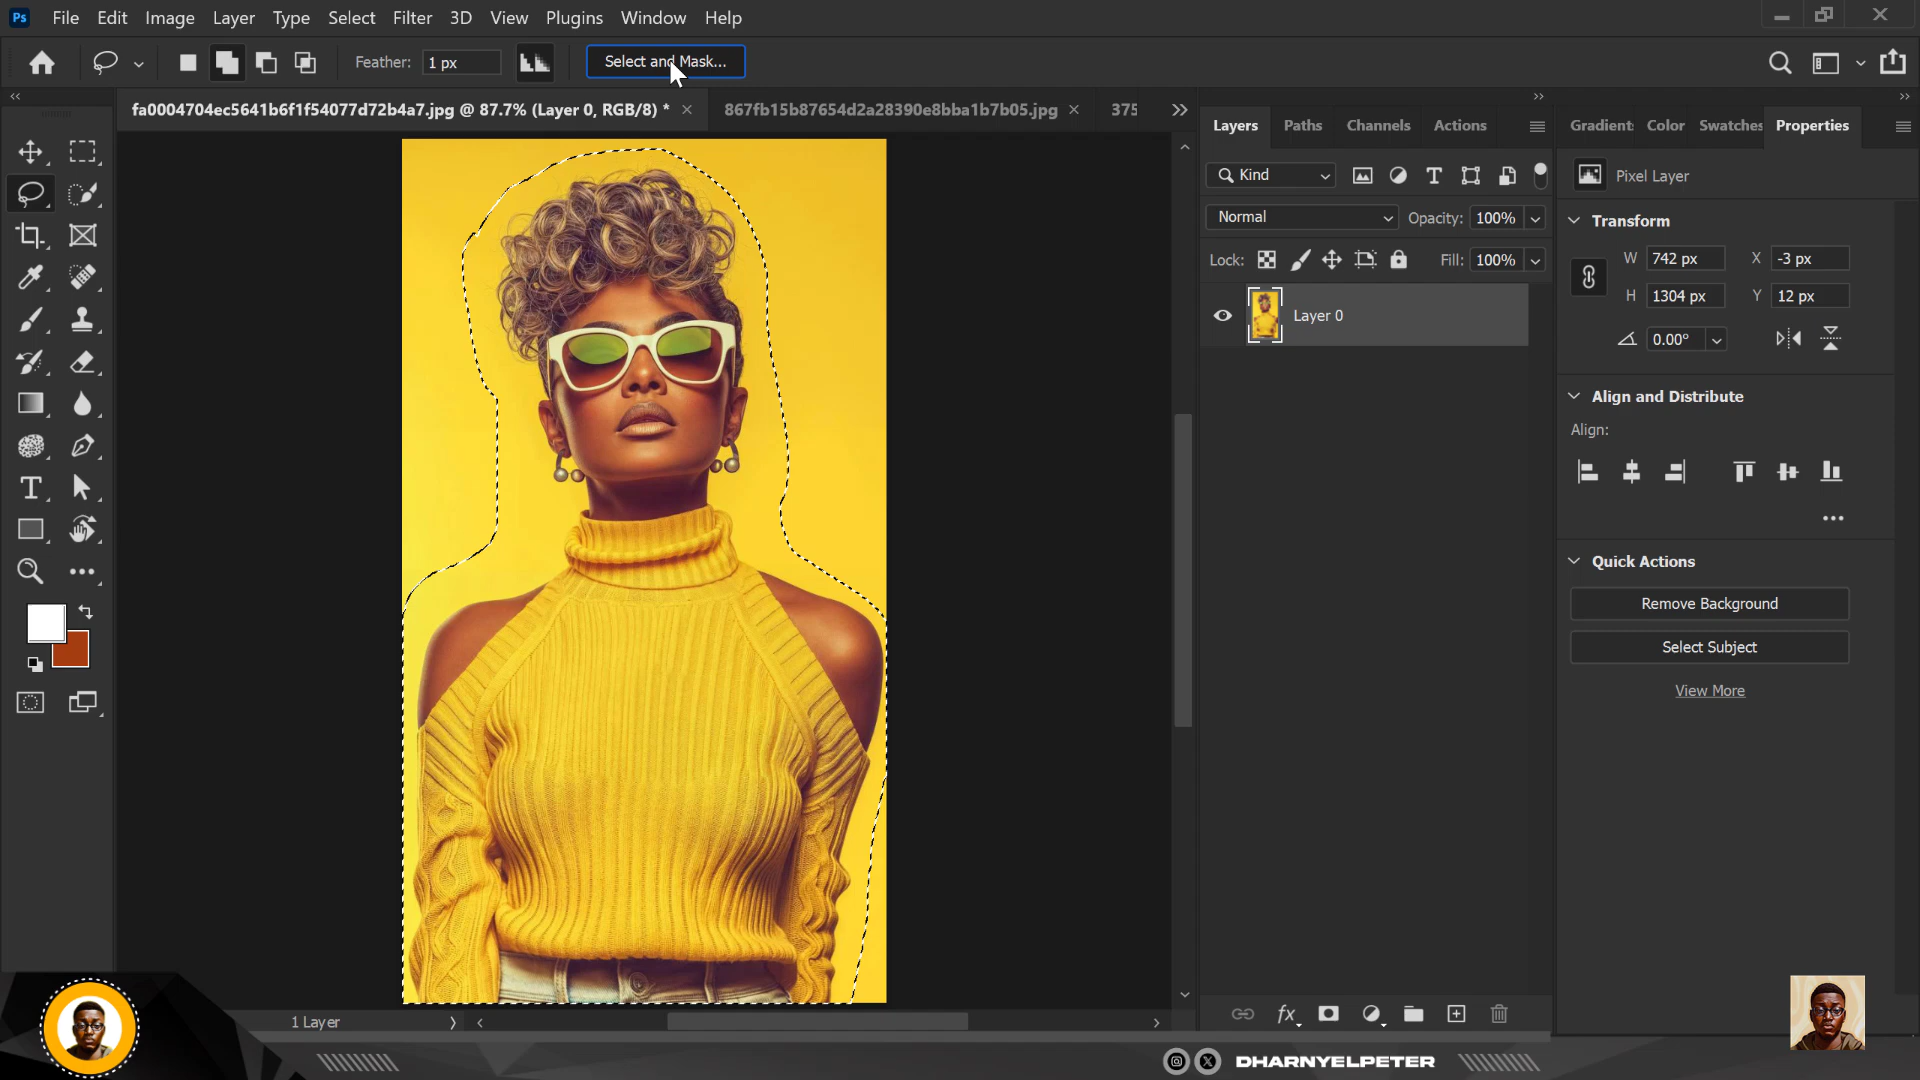 Ps File Edit Image Layer Type Select Filter 3D View Plugins Window Help
Feather: 1 px Select and Mask...
fa0004704ec5641b6f1f54077d72b4a7.jpg @ 87.7% (Layer 0, RGB/8) * 867fb15b87654d2a28390e8bba1b7b05.jpg 375
Layers Paths Channels Actions
Kind
Normal Opacity: 100%
Lock: Fill: 100%
Layer 0
Gradient Color Swatches Properties
Pixel Layer
Transform
W 742 px X -3 px
H 1304 px Y 12 px
0.00°
Align and Distribute
Align:
Quick Actions
Remove Background
Select Subject
View More
1 Layer
DHARNYELPETER